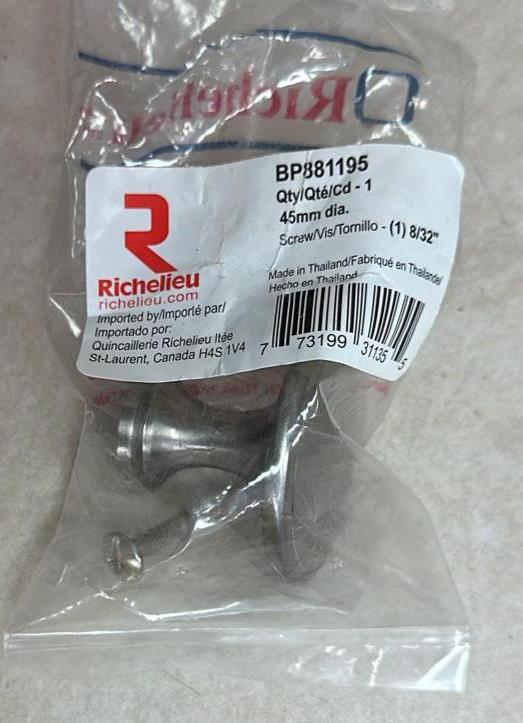 Richelieu
BP881195
Qty/Qté/Cd - 1
45mm dia.
Screw/Vis/Tornillo - (1) 8/32"
Made in Thailand/Fabriqué en Thaïlande/
Hecho en Thailand
R
Richelieu
richelieu.com
Imported by/Importé par/
Importado por:
Quincaillerie Richelieu ltée
St-Laurent, Canada H4S 1V4
7 73199 31135 5